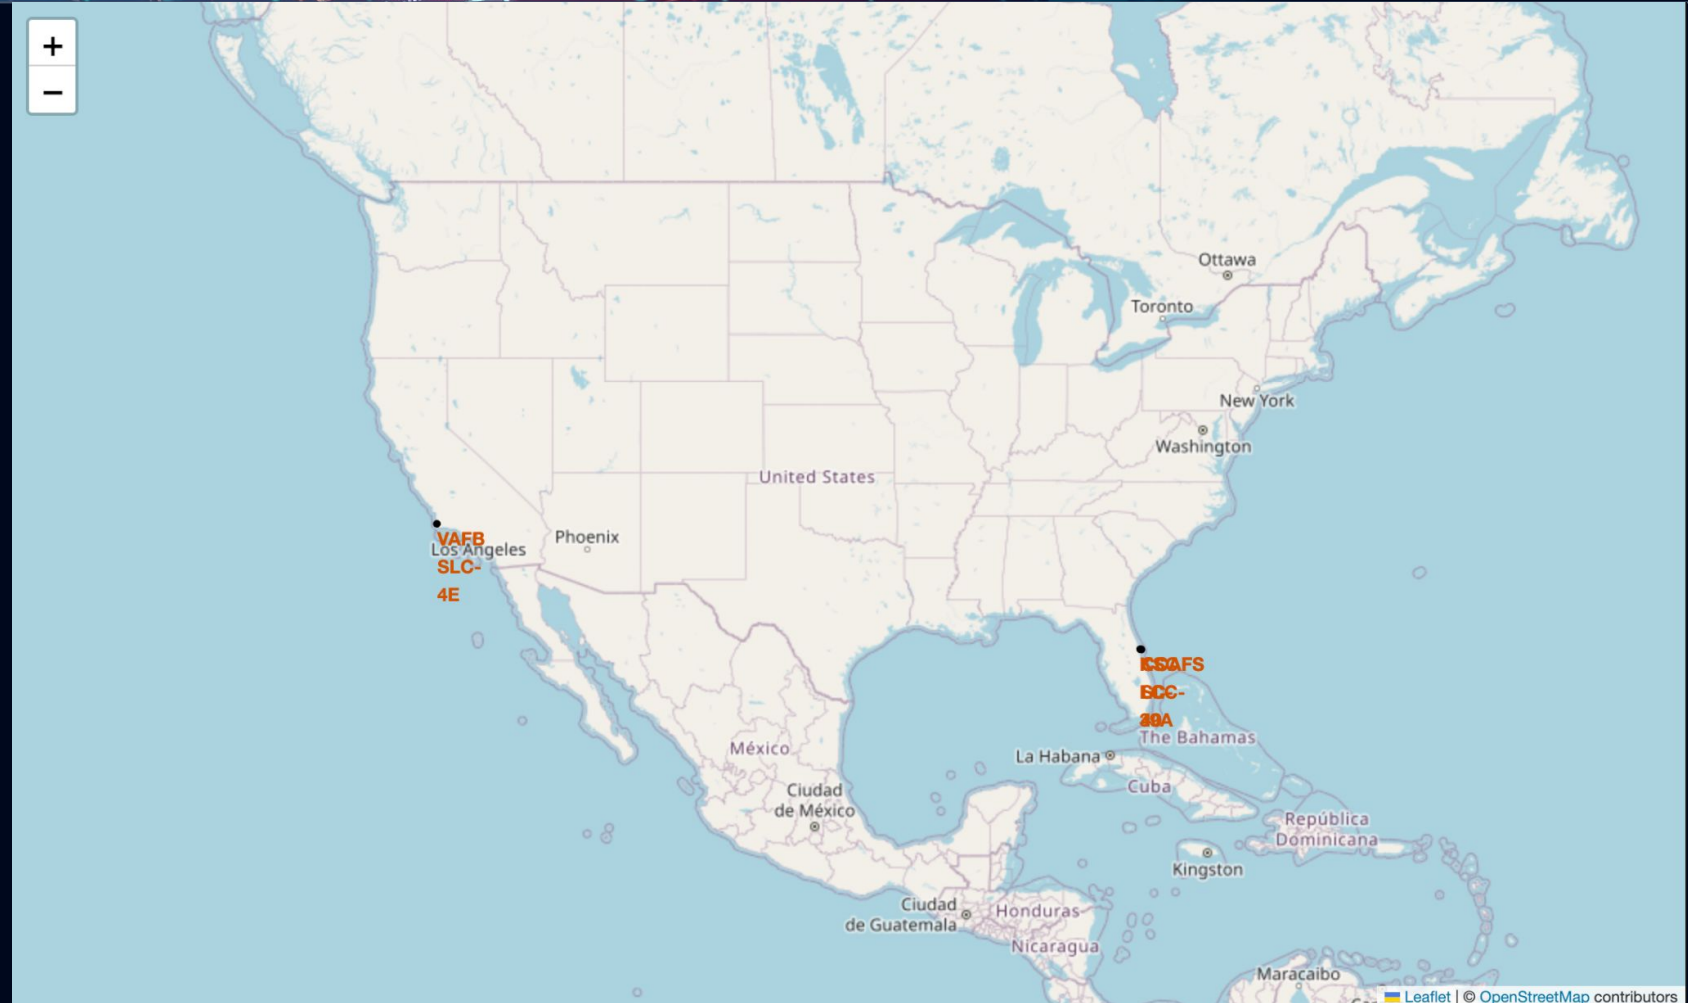 +
−
Ottawa
Toronto
New York
Washington
United States
VAFB
Los Angeles
SLC-
4E
Phoenix
The Bahamas
La Habana
Cuba
México
Ciudad
de México
República
Dominicana
Kingston
Ciudad
de Guatemala
Honduras
Nicaragua
Maracaibo
Leaflet | © OpenStreetMap contributors